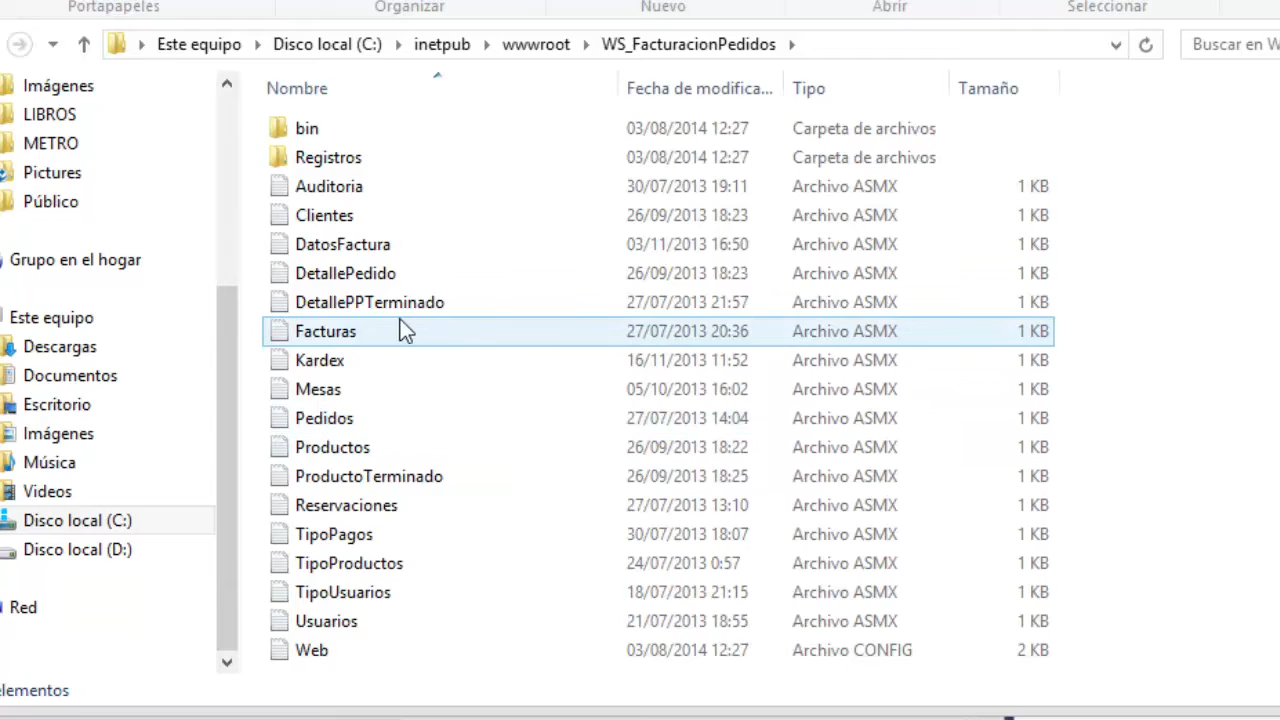 Portapapeles Organizar Nuevo Abrir Seleccionar
Este equipo Disco local (C:) inetpub wwwroot WS_FacturacionPedidos Buscar en
Imágenes
LIBROS
METRO
Pictures
Público
Grupo en el hogar
Este equipo
Descargas
Documentos
Escritorio
Imágenes
Música
Videos
Disco local (C:)
Disco local (D:)
Red
Nombre Fecha de modifica... Tipo Tamaño
bin 03/08/2014 12:27 Carpeta de archivos
Registros 03/08/2014 12:27 Carpeta de archivos
Auditoria 30/07/2013 19:11 Archivo ASMX 1 KB
Clientes 26/09/2013 18:23 Archivo ASMX 1 KB
DatosFactura 03/11/2013 16:50 Archivo ASMX 1 KB
DetallePedido 26/09/2013 18:23 Archivo ASMX 1 KB
DetallePPTerminado 27/07/2013 21:57 Archivo ASMX 1 KB
Facturas 27/07/2013 20:36 Archivo ASMX 1 KB
Kardex 16/11/2013 11:52 Archivo ASMX 1 KB
Mesas 05/10/2013 16:02 Archivo ASMX 1 KB
Pedidos 27/07/2013 14:04 Archivo ASMX 1 KB
Productos 26/09/2013 18:22 Archivo ASMX 1 KB
ProductoTerminado 26/09/2013 18:25 Archivo ASMX 1 KB
Reservaciones 27/07/2013 13:10 Archivo ASMX 1 KB
TipoPagos 30/07/2013 18:07 Archivo ASMX 1 KB
TipoProductos 24/07/2013 0:57 Archivo ASMX 1 KB
TipoUsuarios 18/07/2013 21:15 Archivo ASMX 1 KB
Usuarios 21/07/2013 18:55 Archivo ASMX 1 KB
Web 03/08/2014 12:27 Archivo CONFIG 2 KB
elementos